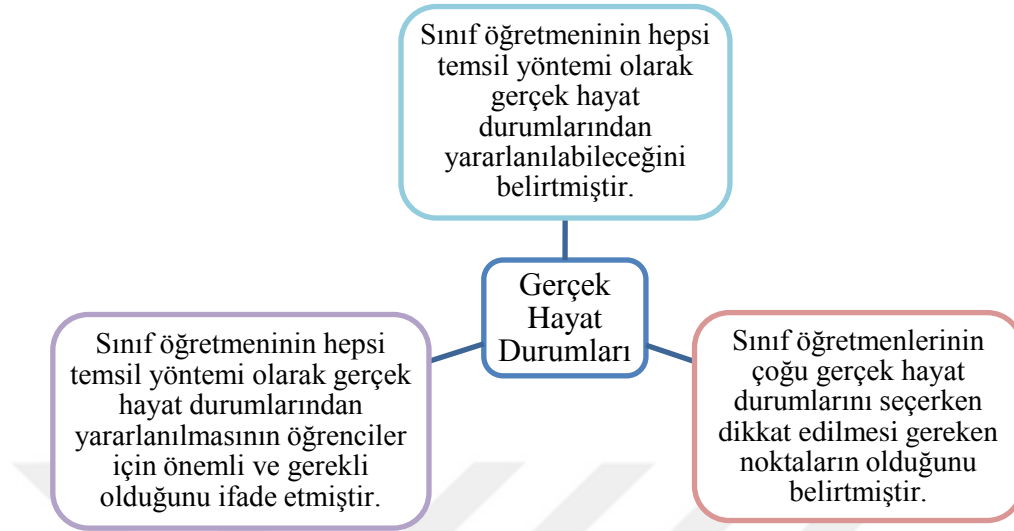 Sınıf öğretmeninin hepsi
temsil yöntemi olarak
gerçek hayat
durumlarından
yararlanılabileceğini
belirtmiştir.
Gerçek
Hayat
Durumları
Sınıf öğretmeninin hepsi
temsil yöntemi olarak gerçek
hayat durumlarından
yararlanılmasının öğrenciler
için önemli ve gerekli
olduğunu ifade etmiştir.
Sınıf öğretmenlerinin
çoğu gerçek hayat
durumlarını seçerken
dikkat edilmesi gereken
noktaların olduğunu
belirtmiştir.